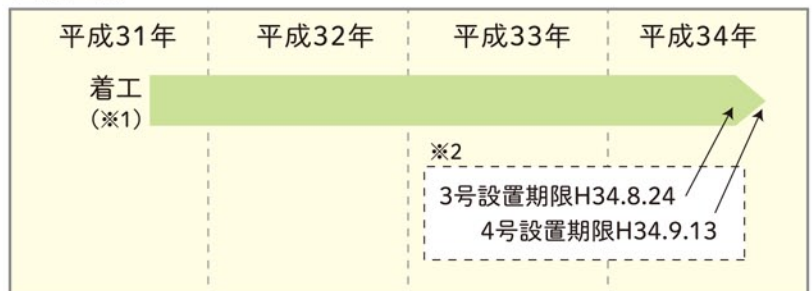 平成31年 平成32年 平成33年 平成34年
着工
(※1)
※2
3号設置期限H34.8.24
4号設置期限H34.9.13